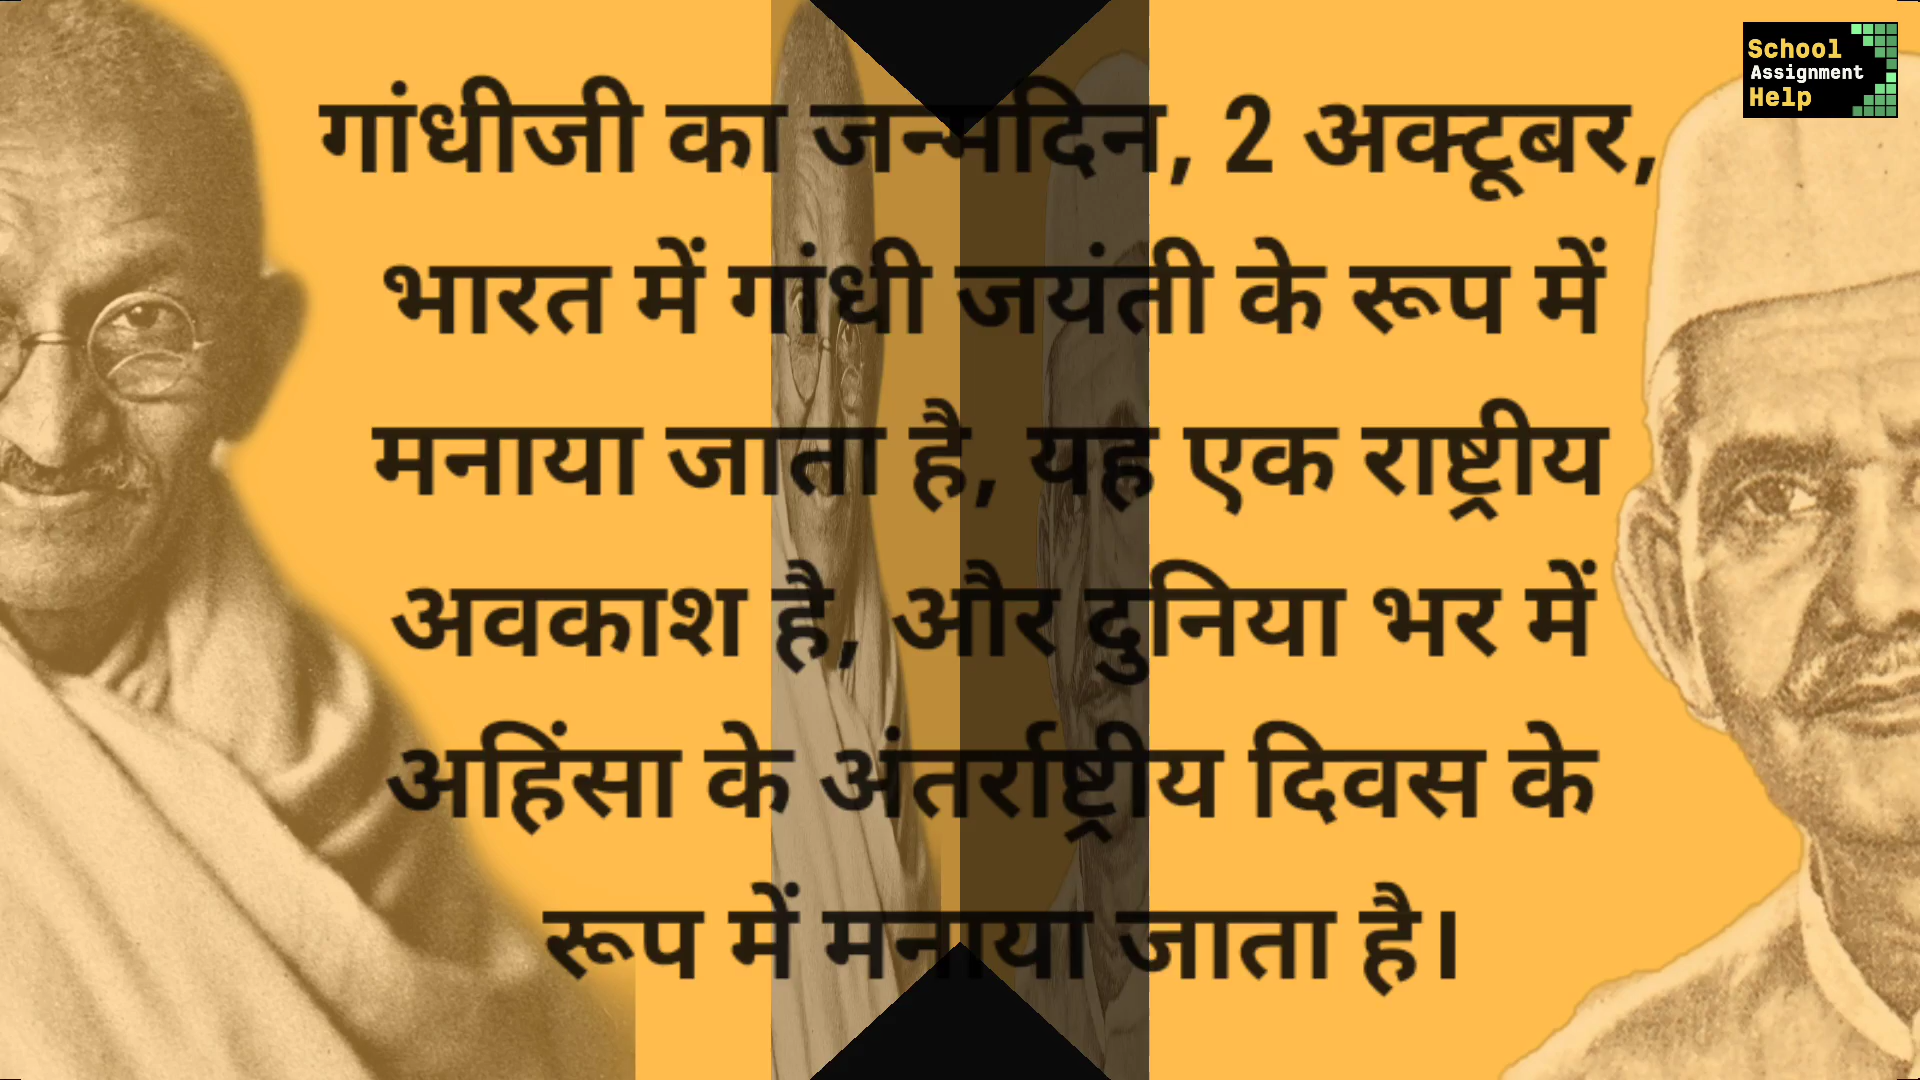 गांधीजी का जन्मदिन, 2 अक्टूबर,
भारत में गांधी जयंती के रूप में
मनाया जाता है, यह एक राष्ट्रीय
अवकाश है, और दुनिया भर में
अहिंसा के अंतर्राष्ट्रीय दिवस के
रूप में मनाया जाता है।
School
Assignment
Help